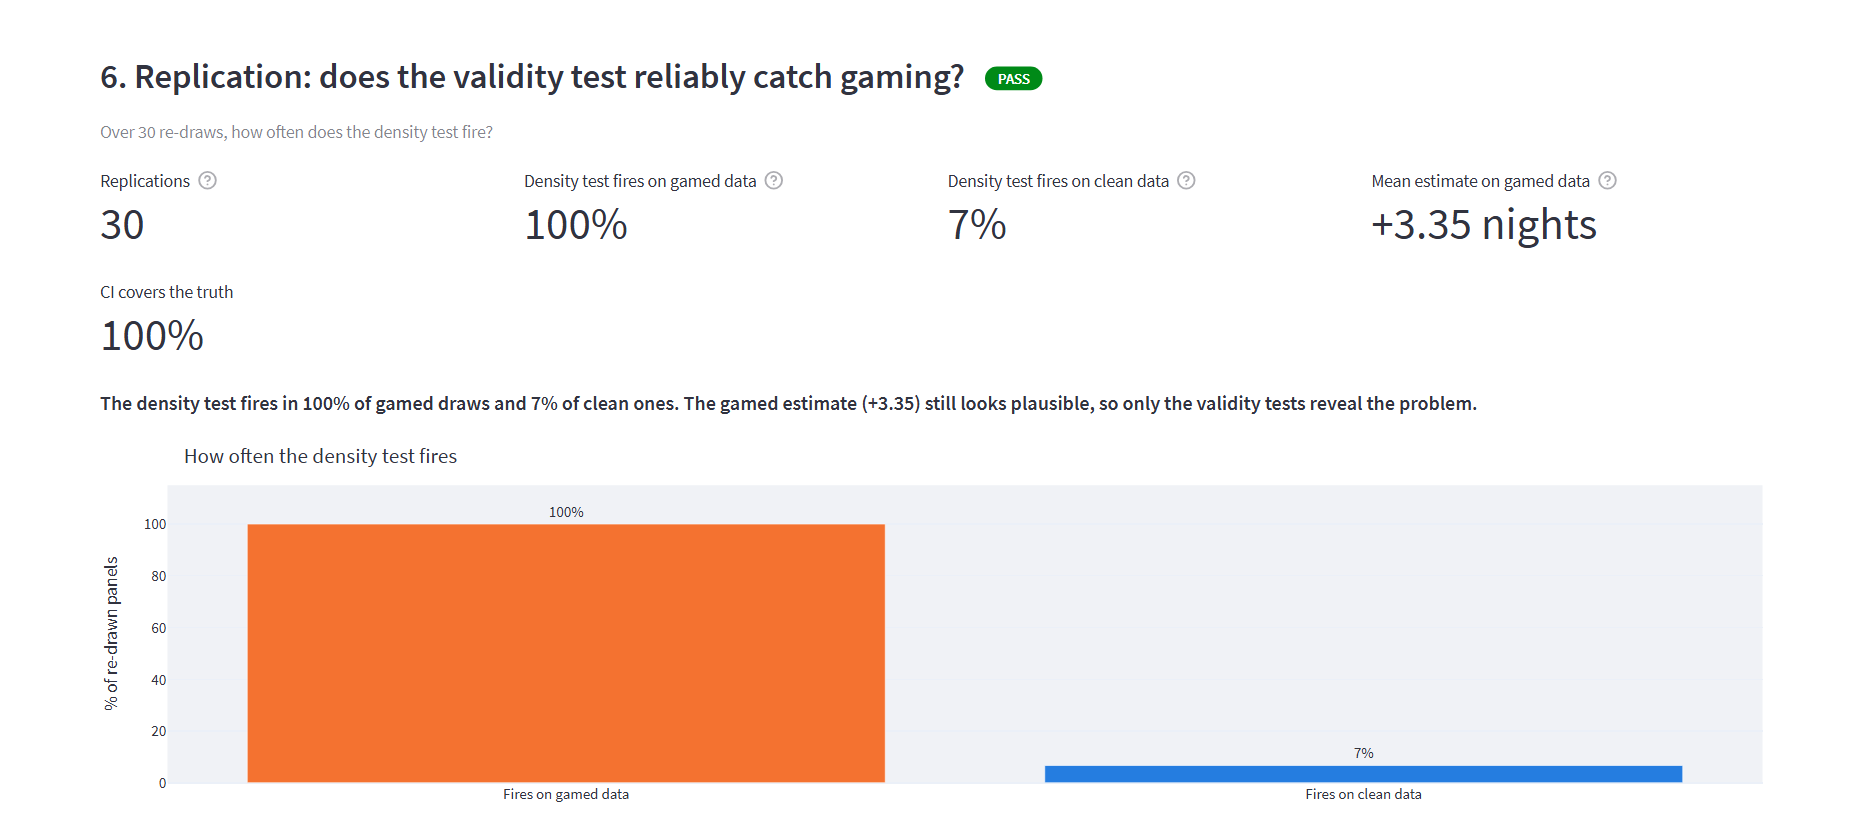 6. Replication: does the validity test reliably catch gaming? PASS
Over 30 re-draws, how often does the density test fire?
Replications ?
30
Density test fires on gamed data ?
100%
Density test fires on clean data ?
7%
Mean estimate on gamed data ?
+3.35 nights
CI covers the truth
100%
The density test fires in 100% of gamed draws and 7% of clean ones. The gamed estimate (+3.35) still looks plausible, so only the validity tests reveal the problem.
How often the density test fires
% of re-drawn panels
100
80
60
40
20
0
100%
7%
Fires on gamed data
Fires on clean data